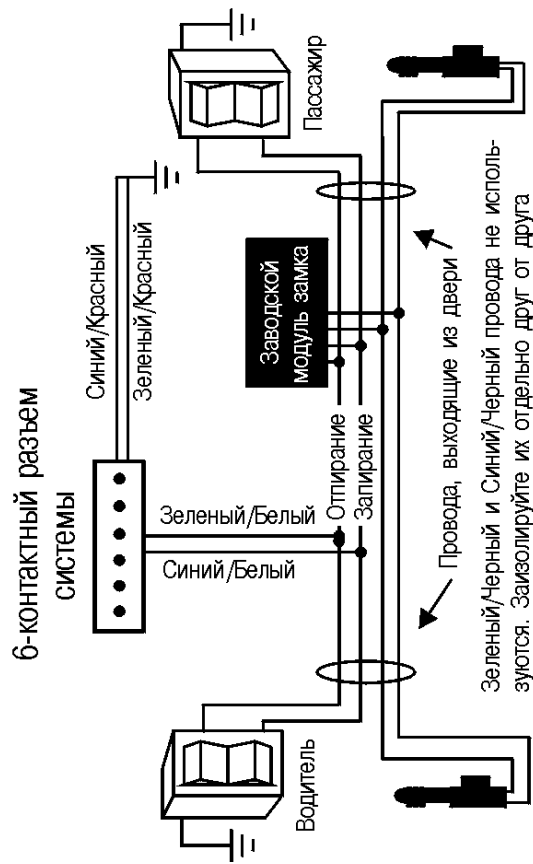 6-контактный разъем
системы
Синий/Красный
Зеленый/Красный
Зеленый/Белый
Синий/Белый
Отпирание
Запирание
Заводской
модуль замка
Водитель
Пассажир
Провода, выходящие из двери
Зеленый/Черный и Синий/Черный провода не исполь-
зуются. Заизолируйте их отдельно друг от друга